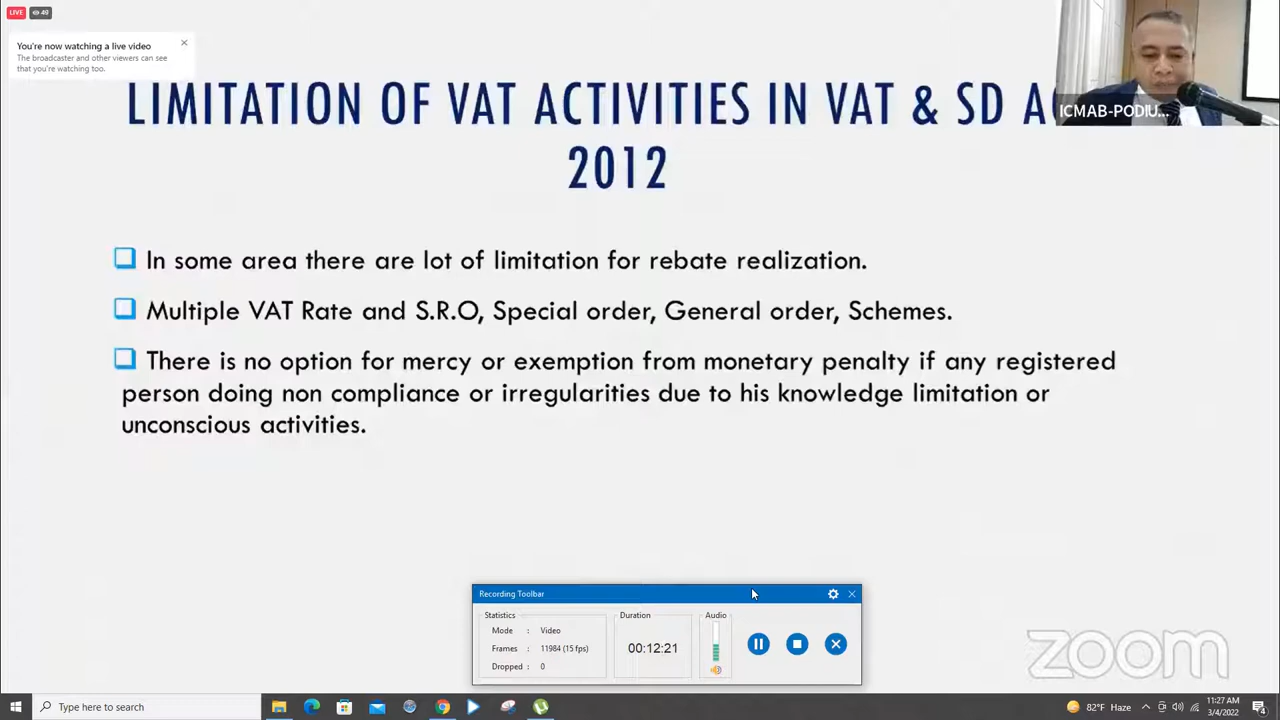 LIVE 49
You're now watching a live video
The broadcaster and other viewers can see
that you're watching too.
ICMAB-PODIU...
LIMITATION OF VAT ACTIVITIES IN VAT & SD
2012
In some area there are lot of limitation for rebate realization.
Multiple VAT Rate and S.R.O, Special order, General order, Schemes.
There is no option for mercy or exemption from monetary penalty if any registered
person doing non compliance or irregularities due to his knowledge limitation or
unconscious activities.
Recording Toolbar
Statistics
Mode : Video
Frames : 11984 (15 fps)
Dropped : 0
Duration
00:12:21
Audio
zoom
Type here to search
82°F Haze
11:27 AM
3/4/2022
4